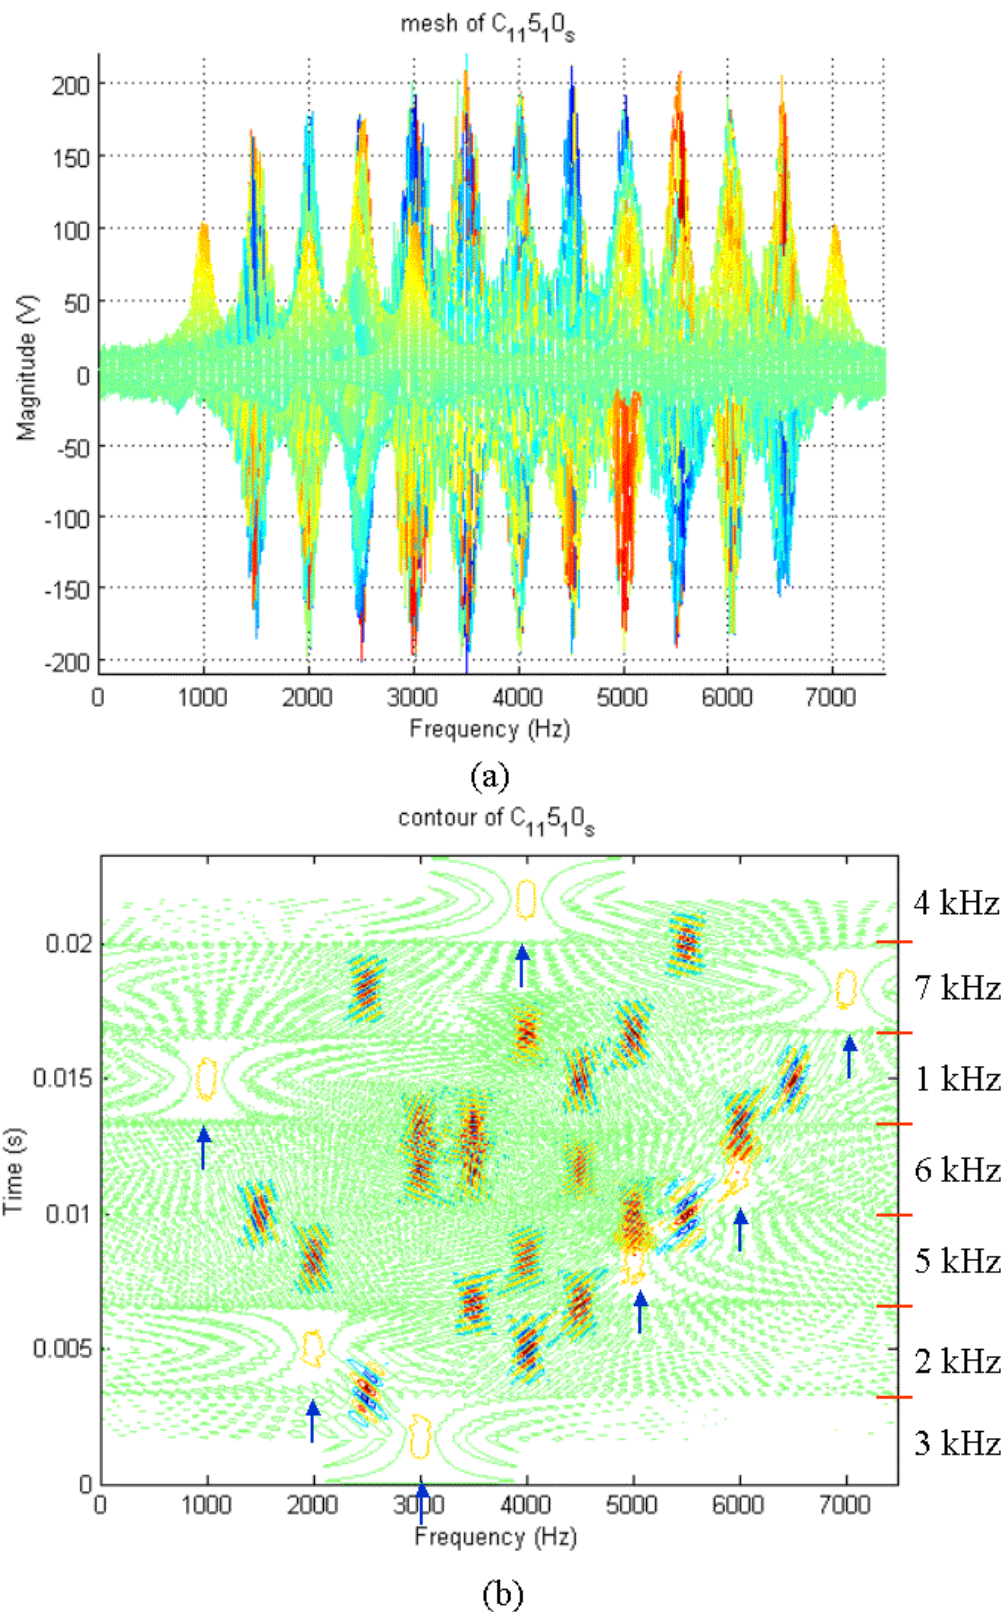 mesh of C₁₁5₁0ₛ
200
150
100
50
0
-50
-100
-150
-200
Magnitude (V)
0 1000 2000 3000 4000 5000 6000 7000
Frequency (Hz)
(a)
contour of C₁₁5₁0ₛ
0.02
0.015
0.01
0.005
0
Time (s)
4 kHz
7 kHz
1 kHz
6 kHz
5 kHz
2 kHz
3 kHz
0 1000 2000 3000 4000 5000 6000 7000
Frequency (Hz)
(b)